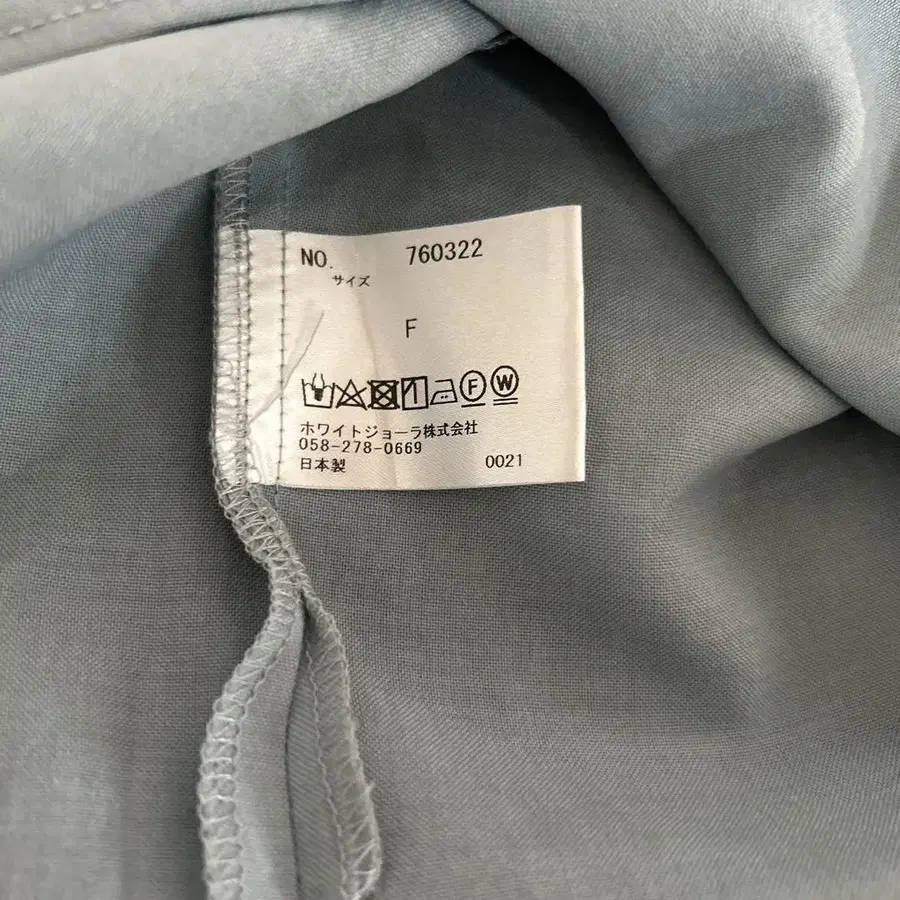 NO. 760322
サイズ
F
F W
ホワイトジョーラ株式会社
058-278-0669
日本製 0021